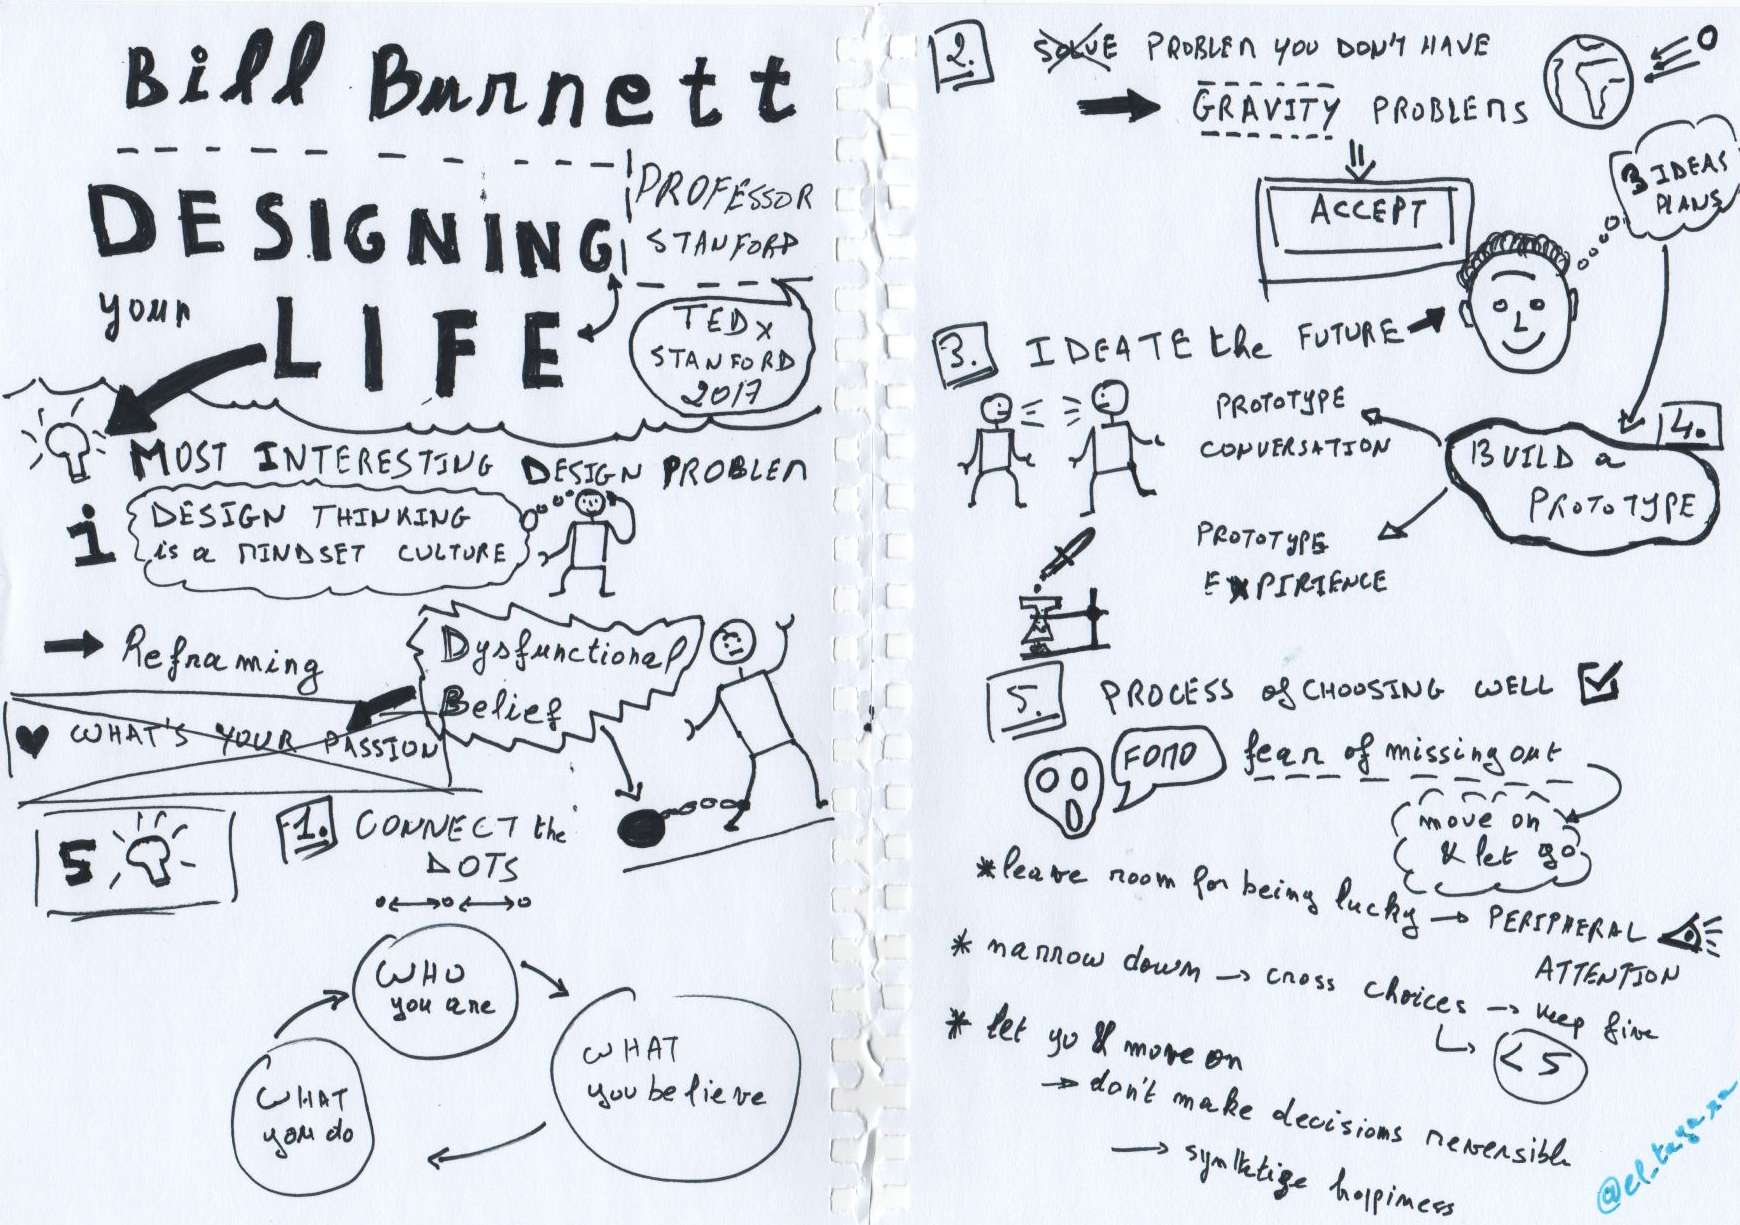 Bill Burnett
DESIGNING
your LIFE
PROFESSOR
STANFORD
TEDx
STANFORD
2017
MOST INTERESTING DESIGN PROBLEM
i
DESIGN THINKING
is a MINDSET CULTURE
Reframing
Dysfunctional
Belief
WHAT'S YOUR PASSION
5
1. CONNECT the
DOTS
WHO
you are
WHAT
you believe
WHAT
you do
2. SOLVE PROBLEM YOU DON'T HAVE
GRAVITY PROBLEMS
ACCEPT
3 IDEAS
PLANS
3. IDEATE the FUTURE
4.
BUILD a
PROTOTYPE
PROTOTYPE
CONVERSATION
PROTOTYPE
EXPIRIENCE
5. PROCESS of CHOOSING WELL
FOMO
fear of missing out
move on
& let go
*leave room for being lucky → PERIPHERAL
ATTENTION
* narrow down → cross choices → keep five
< 5
* let go & move on
→ don't make decisions reversible
→ synthetize happiness
@el_tagaxa